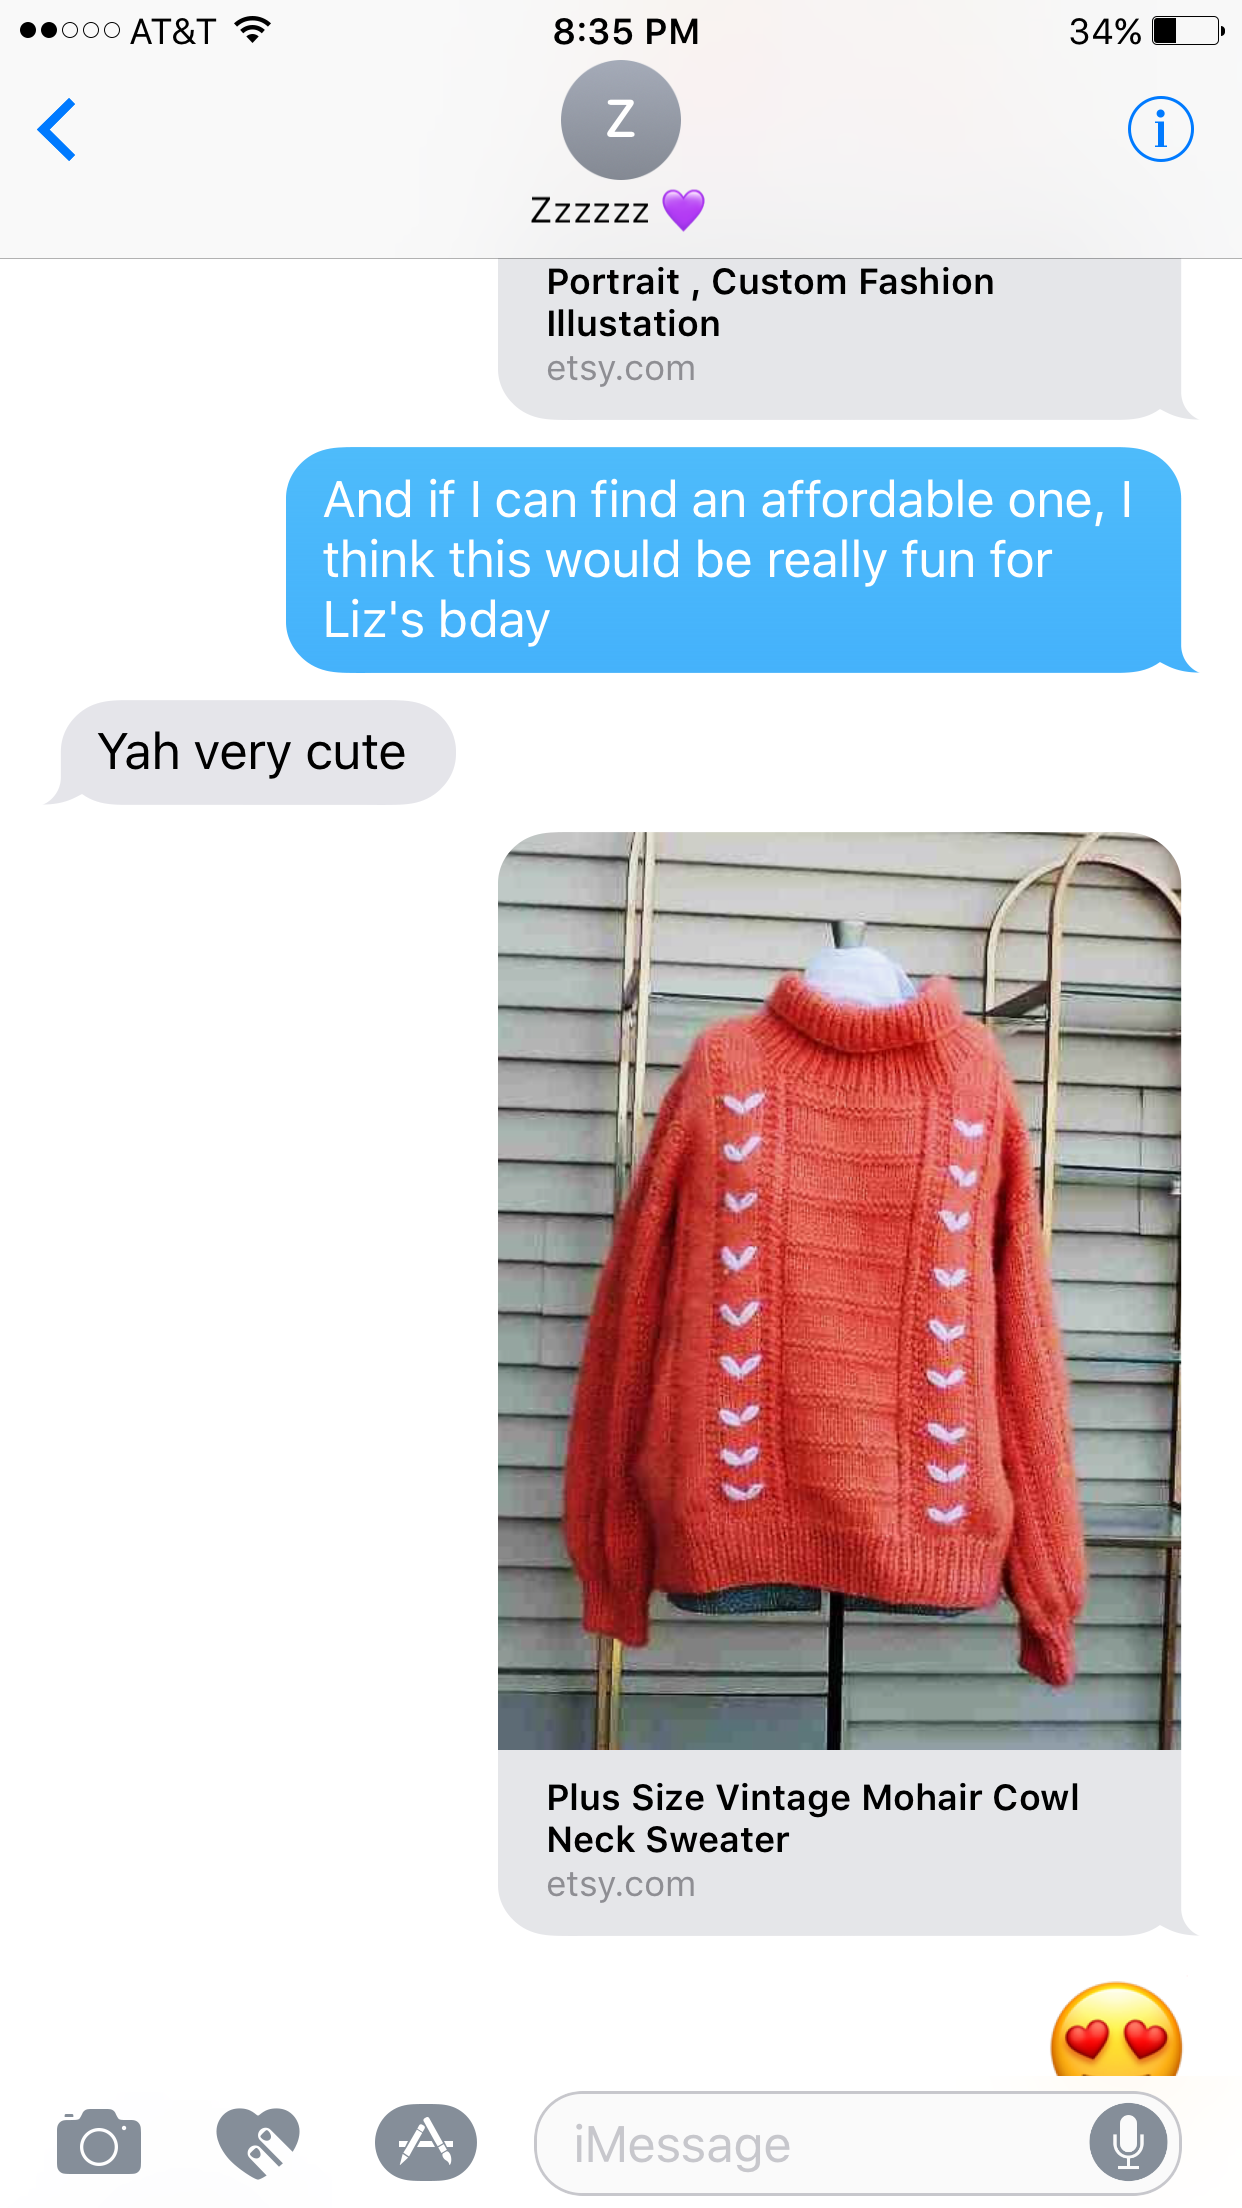 AT&T 8:35 PM 34%
Z
Zzzzzz 💜
Portrait , Custom Fashion
Illustation
etsy.com
And if I can find an affordable one, I
think this would be really fun for
Liz's bday
Yah very cute
Plus Size Vintage Mohair Cowl
Neck Sweater
etsy.com
😍
iMessage